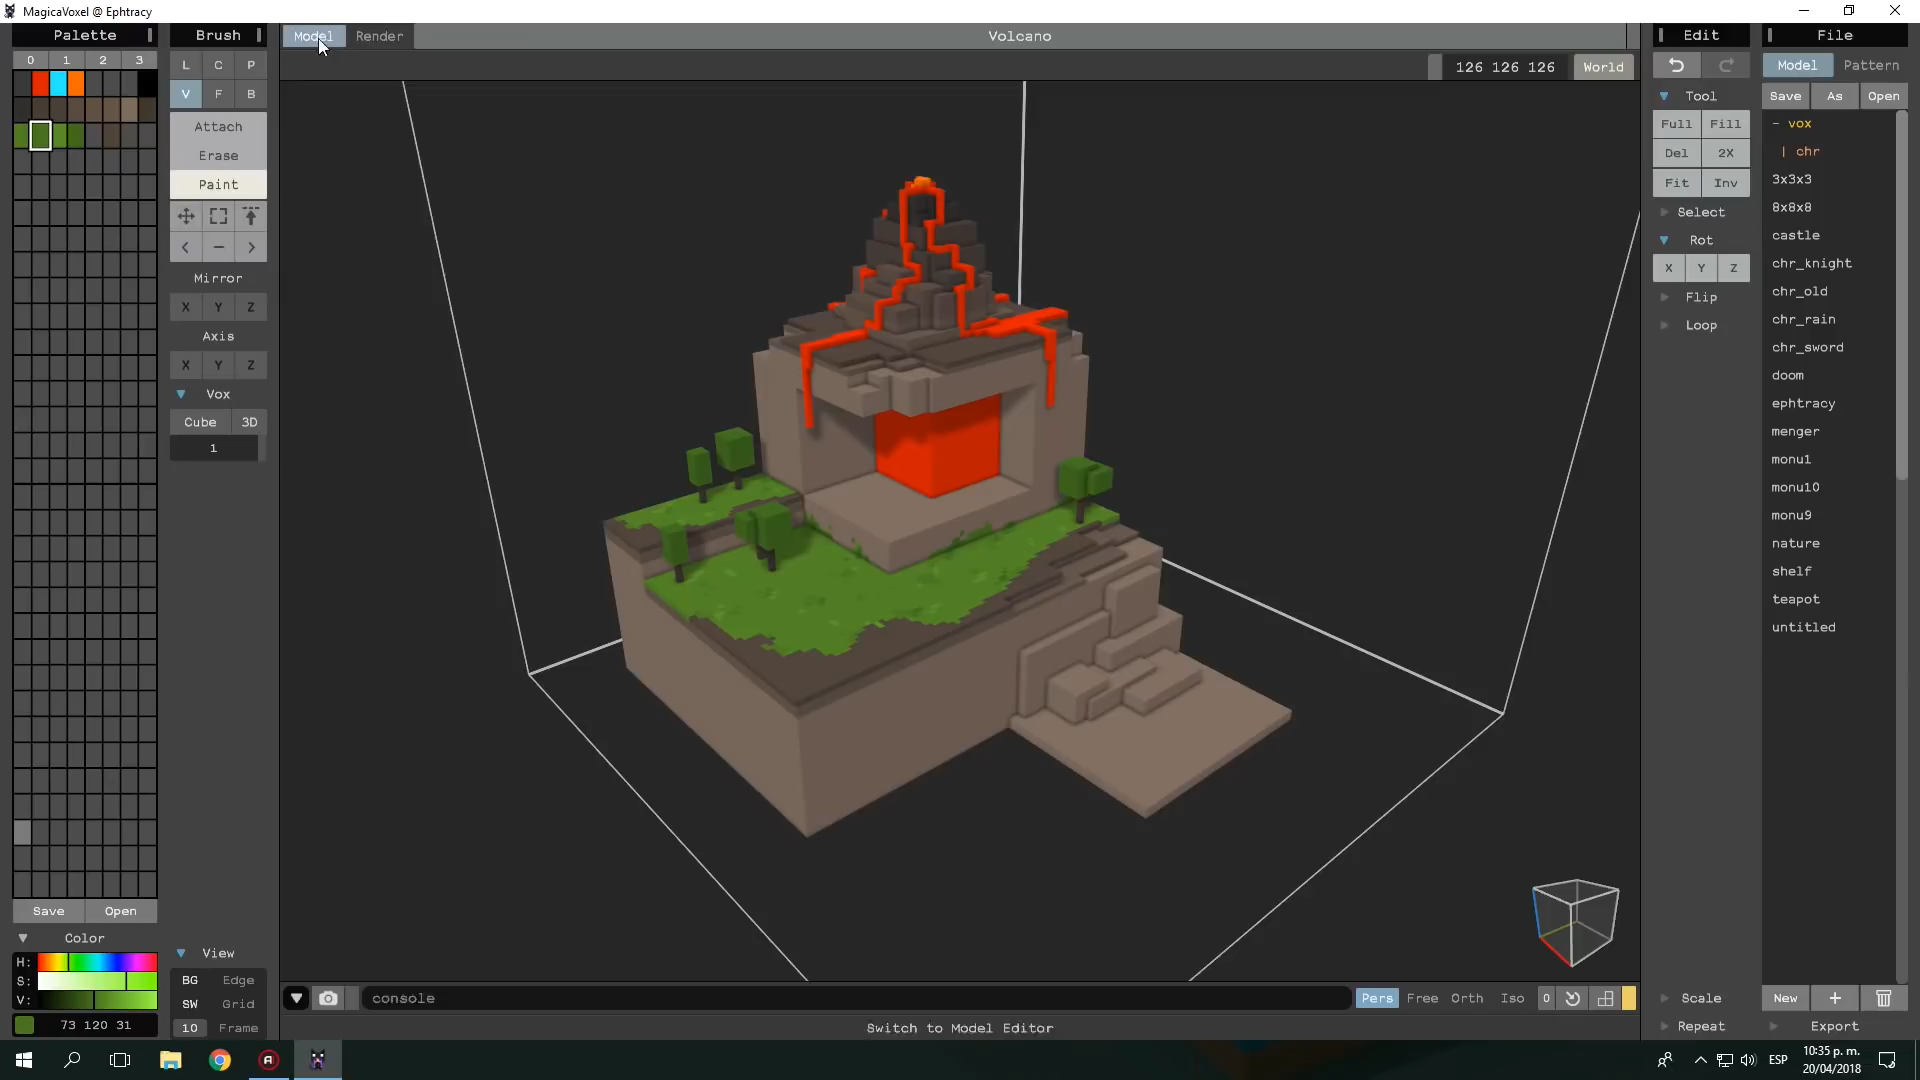 MagicaVoxel @ Ephtracy
Palette
0 1 2 3
Save Open
Color
H:
S:
V:
73 120 31
Brush
L C P
V F B
Attach
Erase
Paint
< - >
Mirror
X Y Z
Axis
X Y Z
Vox
Cube 3D
1
View
BG Edge
SW Grid
10 Frame
Model Render
Volcano
126 126 126 World
console
Pers Free Orth Iso 0
Switch to Model Editor
Edit
Tool
Full Fill
Del 2X
Fit Inv
Select
Rot
X Y Z
Flip
Loop
Scale
Repeat
File
Model Pattern
Save As Open
- vox
| chr
3x3x3
8x8x8
castle
chr_knight
chr_old
chr_rain
chr_sword
doom
ephtracy
menger
monu1
monu10
monu9
nature
shelf
teapot
untitled
New +
Export
ESP
10:35 p. m.
20/04/2018